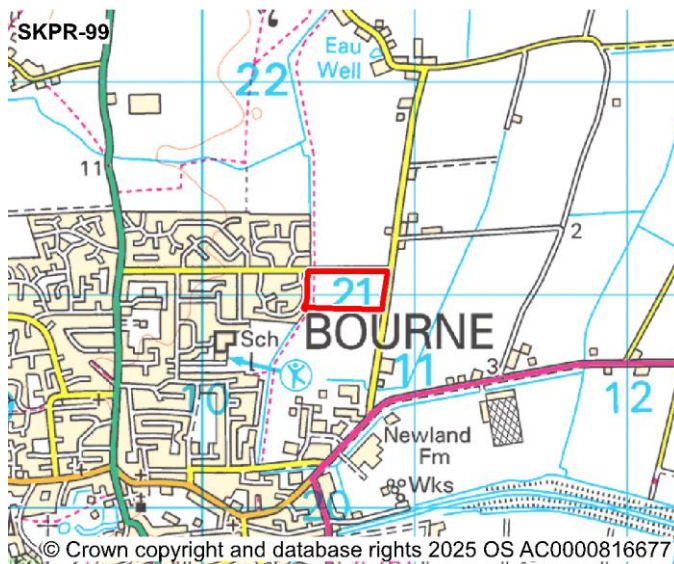 SKPR-99
Eau
Well
22
11
2
21
BOURNE
Sch
10
11
3
12
Newland
Fm
Wks
20
© Crown copyright and database rights 2025 OS AC0000816677